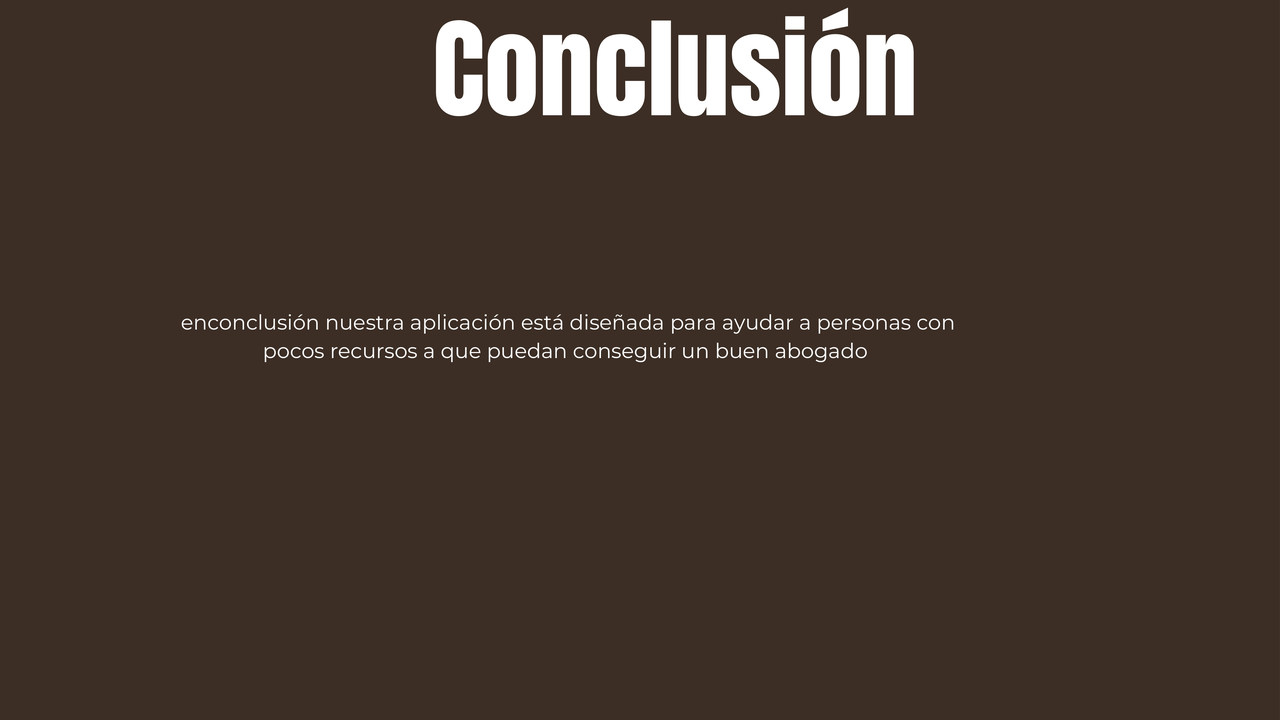 Conclusión
enconclusión nuestra aplicación está diseñada para ayudar a personas con
pocos recursos a que puedan conseguir un buen abogado